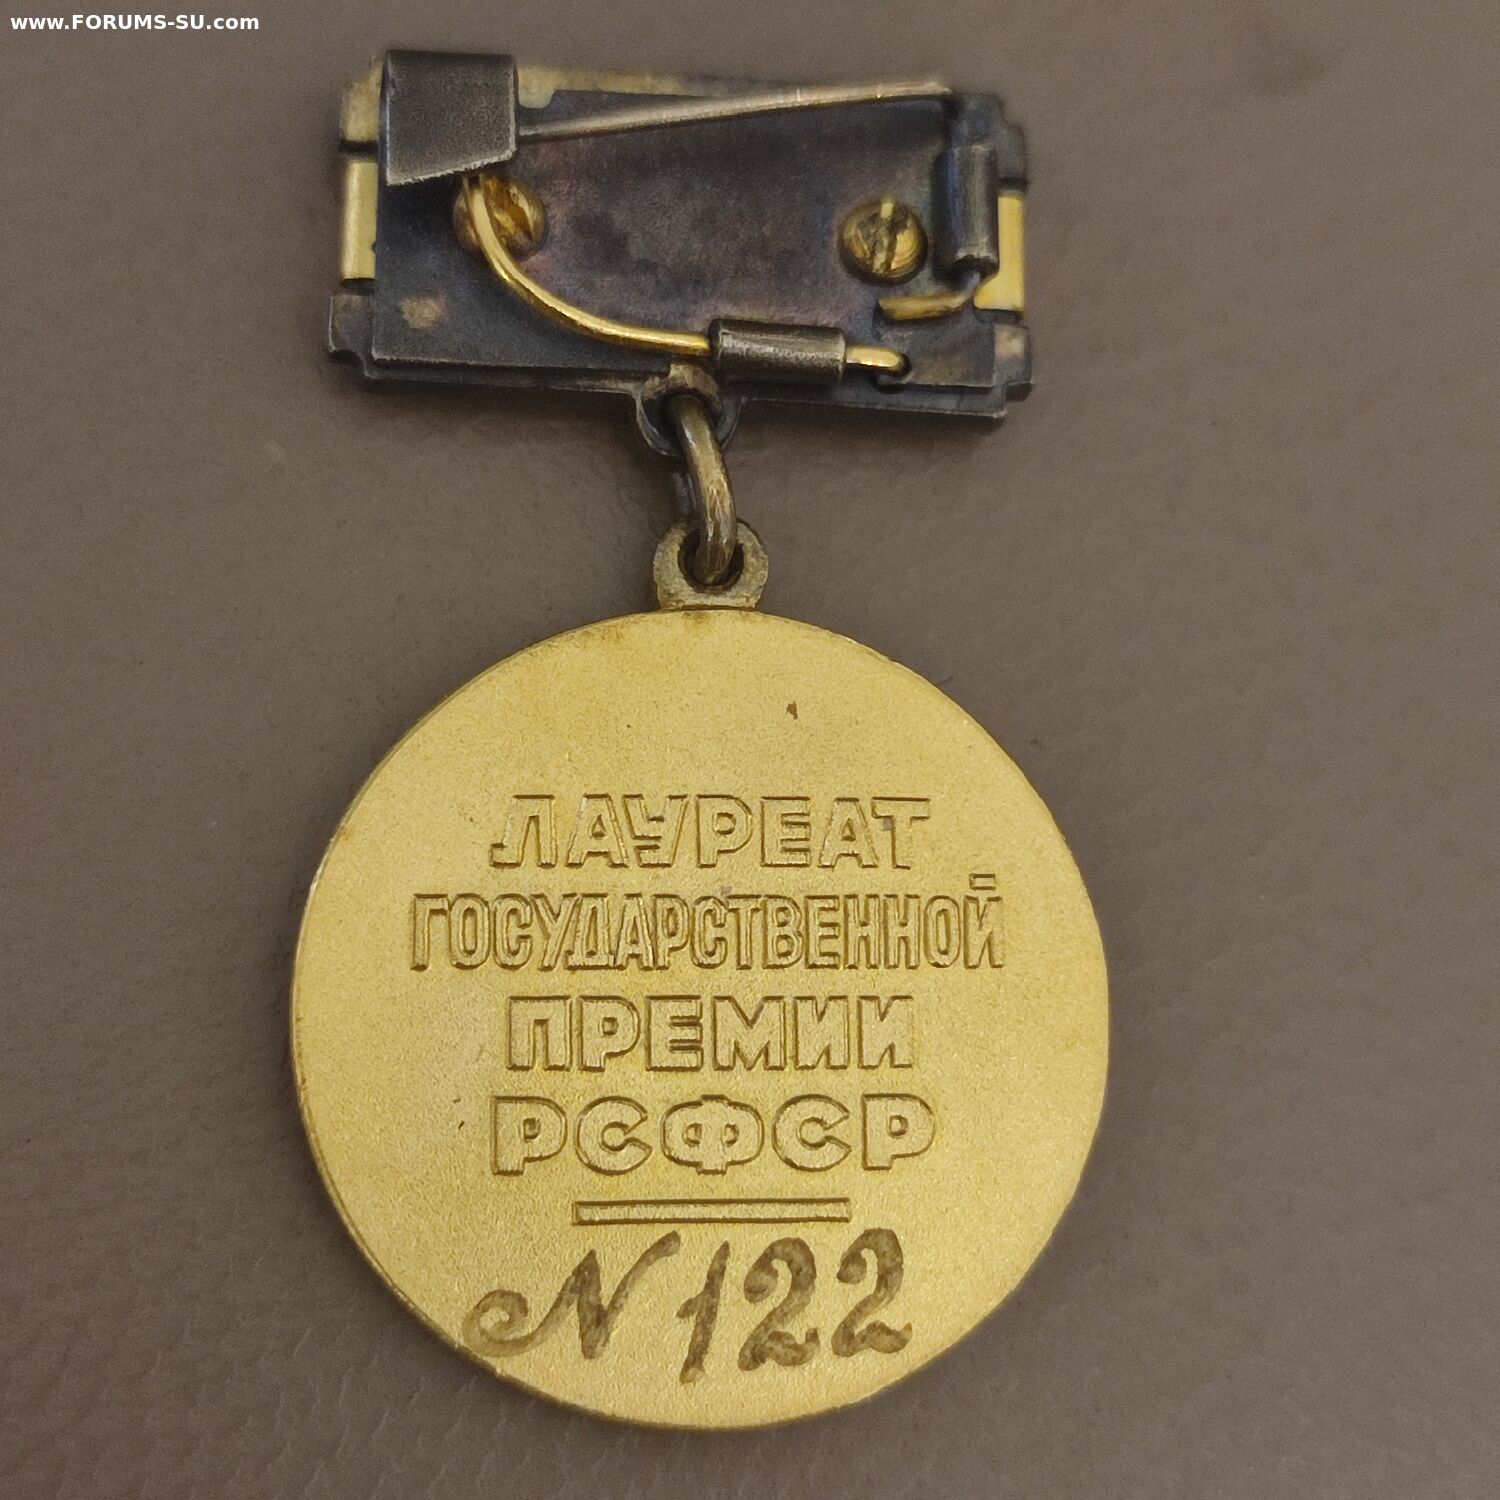 www.FORUMS-SU.com
ЛАУРЕАТ
ГОСУДАРСТВЕННОЙ
ПРЕМИИ
РСФСР
N122